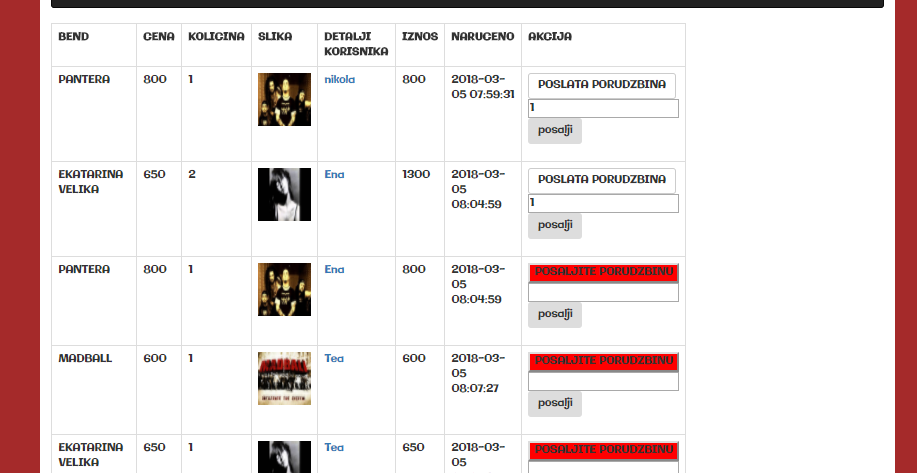 BEND CENA KOLICINA SLIKA DETALJI KORISNIKA IZNOS NARUCENO AKCIJA
PANTERA 800 1 nikola 800 2018-03-
05 07:59:31
POSLATA PORUDZBINA
1
posalji
EKATARINA
VELIKA
650 2 Ena 1300 2018-03-
05
08:04:59
POSLATA PORUDZBINA
1
posalji
PANTERA 800 1 Ena 800 2018-03-
05
08:04:59
POSALJITE PORUDZBINU
posalji
MADBALL 600 1 Tea 600 2018-03-
05
08:07:27
POSALJITE PORUDZBINU
posalji
EKATARINA
VELIKA
650 1 Tea 650 2018-03-
05
POSALJITE PORUDZBINU